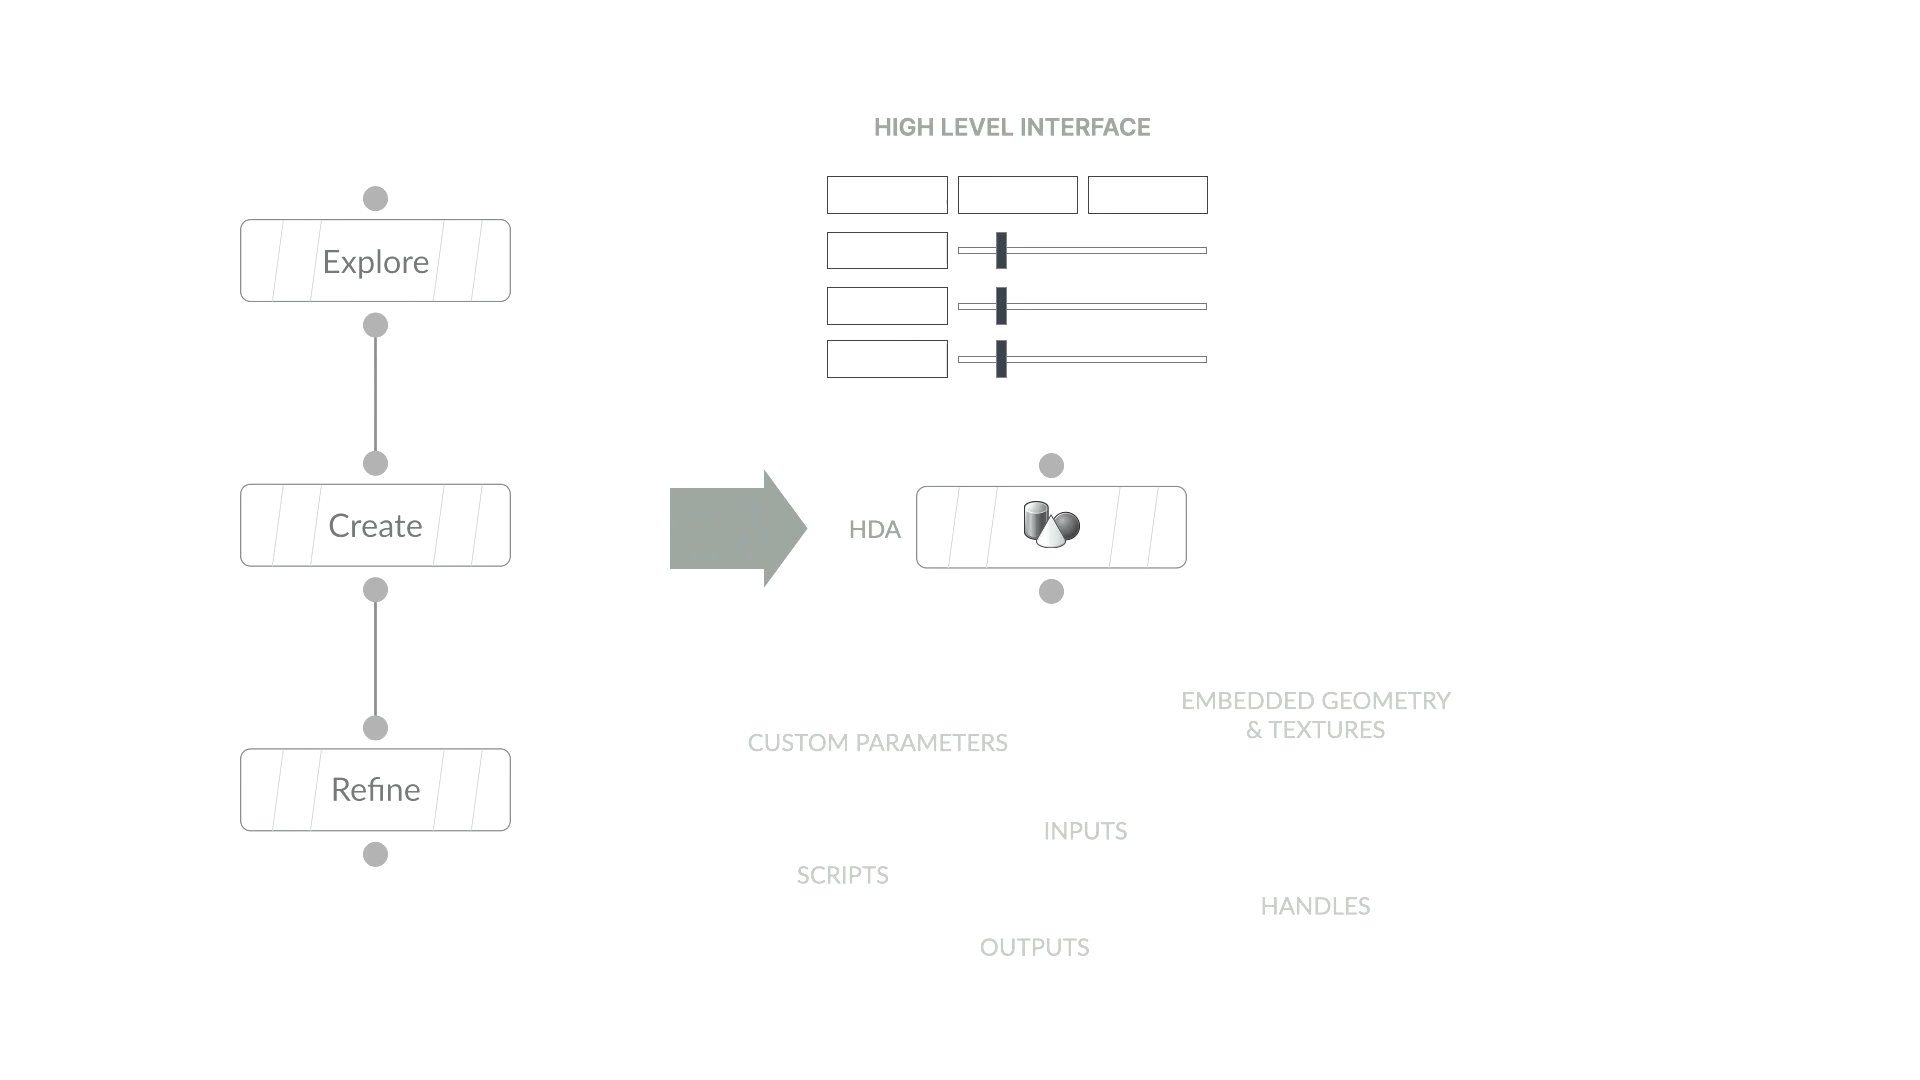 Explore
Create
Refine
HIGH LEVEL INTERFACE
HDA
EMBEDDED GEOMETRY
& TEXTURES
CUSTOM PARAMETERS
INPUTS
SCRIPTS
HANDLES
OUTPUTS